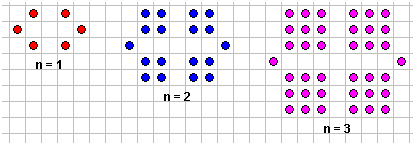 n = 1
n = 2
n = 3